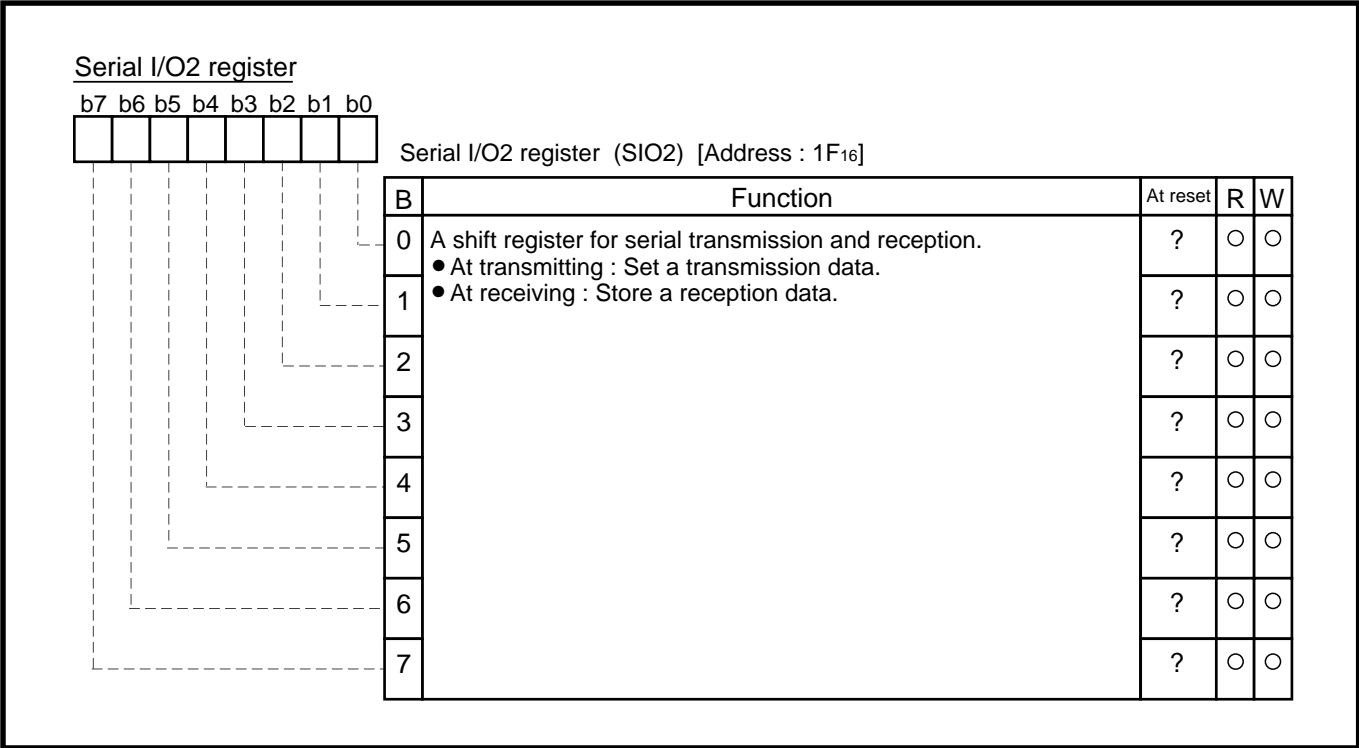 Serial I/O2 register
b7 b6 b5 b4 b3 b2 b1 b0
Serial I/O2 register (SIO2) [Address : 1F16]
B Function At reset R W
0 A shift register for serial transmission and reception. ? ○ ○
● At transmitting : Set a transmission data.
● At receiving : Store a reception data.
1 ? ○ ○
2 ? ○ ○
3 ? ○ ○
4 ? ○ ○
5 ? ○ ○
6 ? ○ ○
7 ? ○ ○